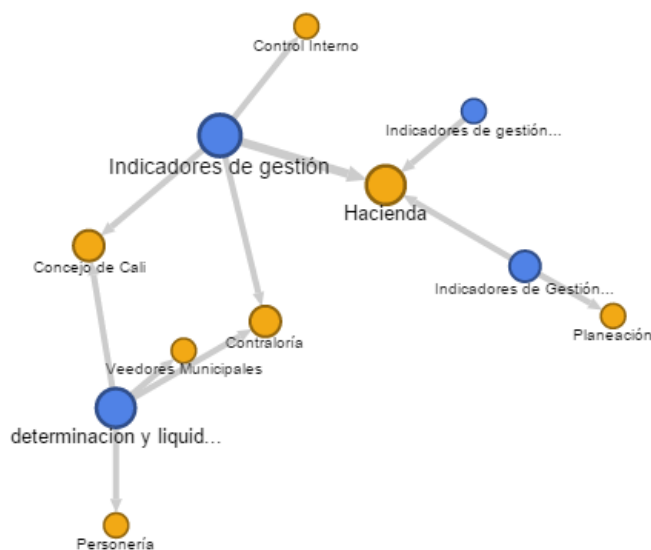 Control Interno
Indicadores de gestión...
Indicadores de gestión
Hacienda
Concejo de Cali
Indicadores de Gestión...
Planeación
Contraloría
Veedores Municipales
determinacion y liquid...
Personería